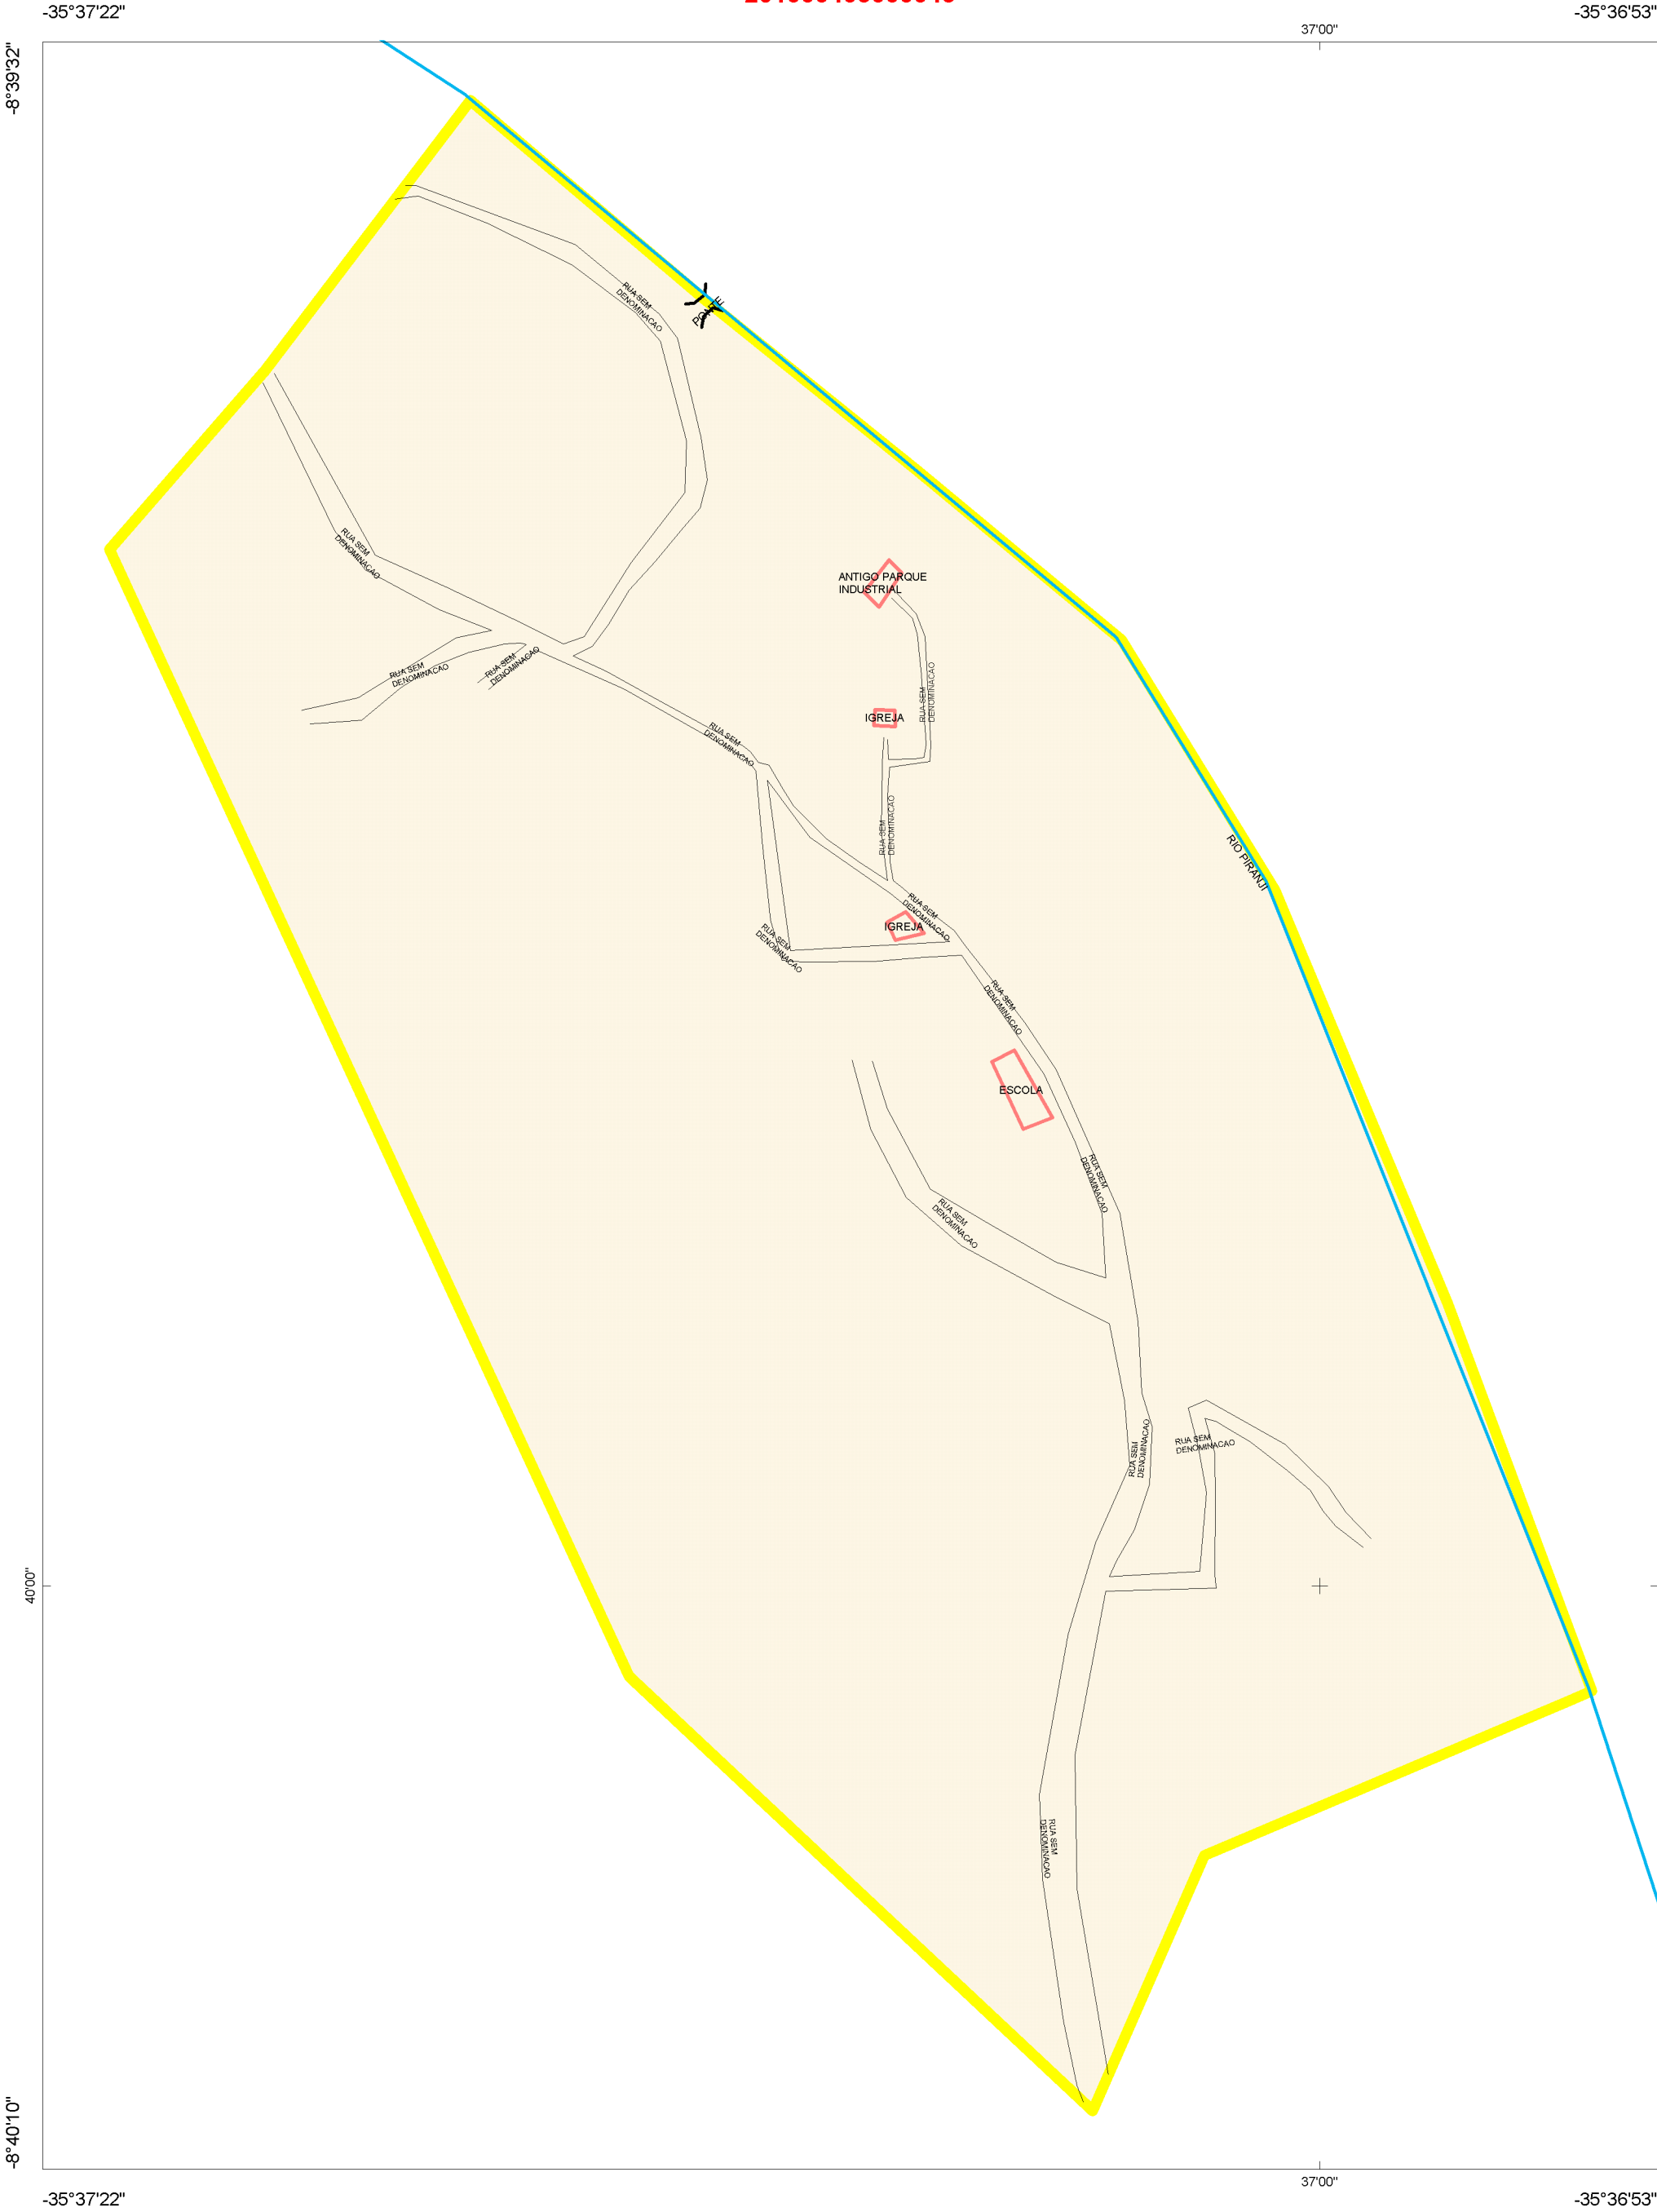 -35°37'22"
-35°36'53"
37'00"
-8°39'32"
RUA SEM
DENOMINACAO
PONTE
RUA SEM
DENOMINACAO
ANTIGO PARQUE
INDUSTRIAL
RUA SEM
DENOMINACAO
RUA SEM
DENOMINACAO
RUA SEM
DENOMINACAO
IGREJA
RUA SEM
DENOMINACAO
RUA SEM
DENOMINACAO
RIO PIRANJI
RUA SEM
DENOMINACAO
IGREJA
RUA SEM
DENOMINACAO
RUA SEM
DENOMINACAO
ESCOLA
RUA SEM
DENOMINACAO
RUA SEM
DENOMINACAO
RUA SEM
DENOMINACAO
RUA SEM
DENOMINACAO
40'00"
RUA SEM
DENOMINACAO
-8°40'10"
37'00"
-35°37'22"
-35°36'53"